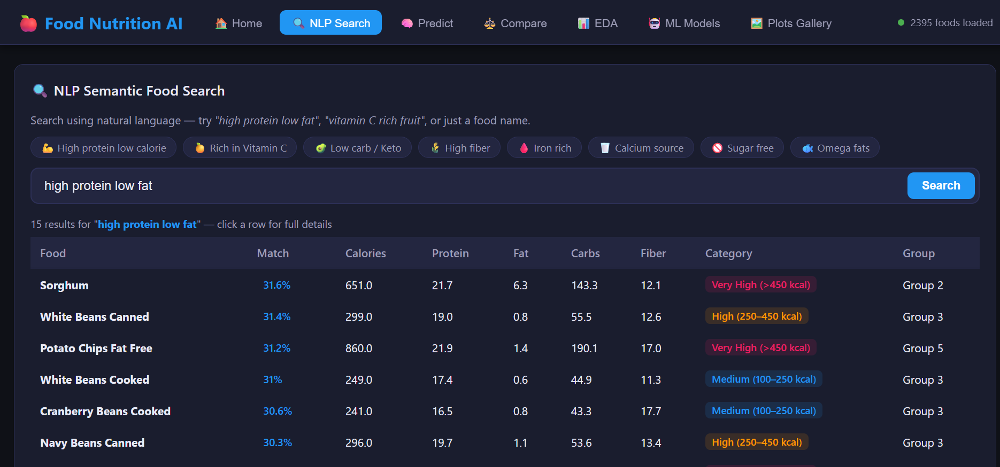 Food Nutrition AI Home NLP Search Predict Compare EDA ML Models Plots Gallery 2395 foods loaded
NLP Semantic Food Search
Search using natural language — try "high protein low fat", "vitamin C rich fruit", or just a food name.
High protein low calorie Rich in Vitamin C Low carb / Keto High fiber Iron rich Calcium source Sugar free Omega fats
high protein low fat Search
15 results for "high protein low fat" — click a row for full details
Food Match Calories Protein Fat Carbs Fiber Category Group
Sorghum 31.6% 651.0 21.7 6.3 143.3 12.1 Very High (>450 kcal) Group 2
White Beans Canned 31.4% 299.0 19.0 0.8 55.5 12.6 High (250–450 kcal) Group 3
Potato Chips Fat Free 31.2% 860.0 21.9 1.4 190.1 17.0 Very High (>450 kcal) Group 5
White Beans Cooked 31% 249.0 17.4 0.6 44.9 11.3 Medium (100–250 kcal) Group 3
Cranberry Beans Cooked 30.6% 241.0 16.5 0.8 43.3 17.7 Medium (100–250 kcal) Group 3
Navy Beans Canned 30.3% 296.0 19.7 1.1 53.6 13.4 High (250–450 kcal) Group 3